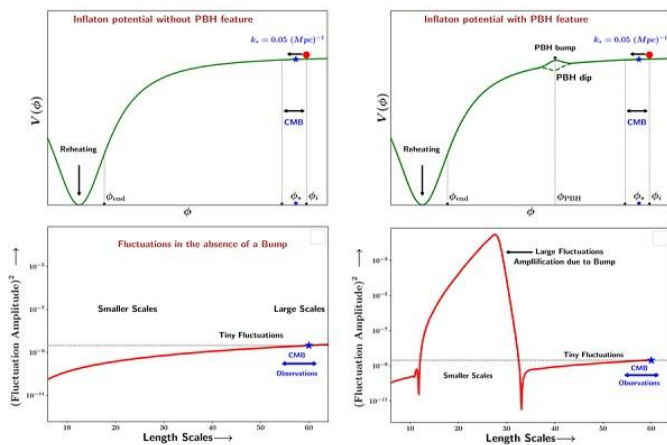 Inflaton potential without PBH feature
k* = 0.05 (Mpc)⁻¹
V(ϕ)
CMB
Reheating
ϕend
ϕ* ϕi
ϕ
Inflaton potential with PBH feature
k* = 0.05 (Mpc)⁻¹
PBH bump
PBH dip
V(ϕ)
CMB
Reheating
ϕend
ϕPBH
ϕ* ϕi
ϕ
Fluctuations in the absence of a Bump
(Fluctuation Amplitude)² ⟶
10⁻⁵
10⁻⁷
10⁻⁹
10⁻¹¹
Smaller Scales
Large Scales
Tiny Fluctuations
CMB
Observations
10 20 30 40 50 60
Length Scales⟶
(Fluctuation Amplitude)² ⟶
10⁻³
10⁻⁵
10⁻⁷
10⁻⁹
10⁻¹¹
Large Fluctuations
Ampllification due to Bump
Tiny Fluctuations
Smaller Scales
CMB
Observations
10 20 30 40 50 60
Length Scales⟶